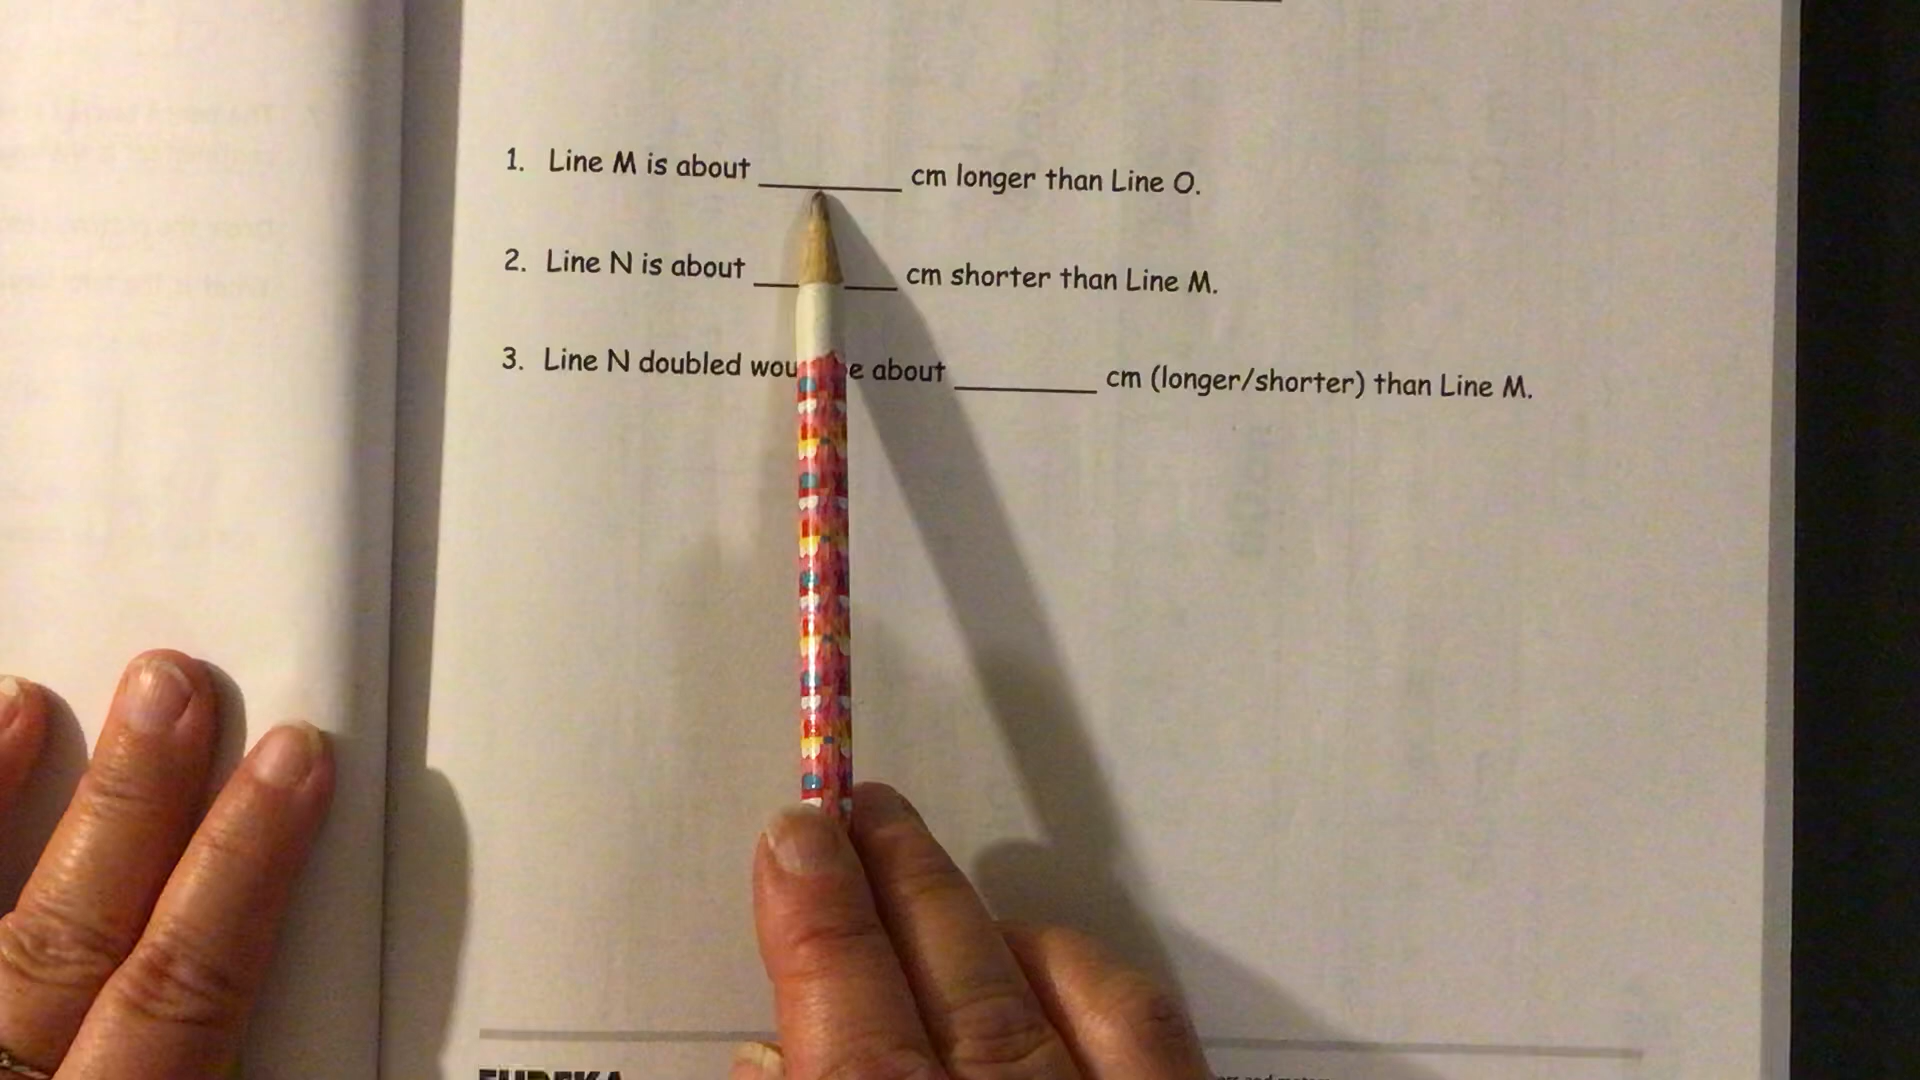 1. Line M is about ________ cm longer than Line O.
2. Line N is about ________ cm shorter than Line M.
3. Line N doubled about ________ cm (longer/shorter) than Line M.
EUREKA